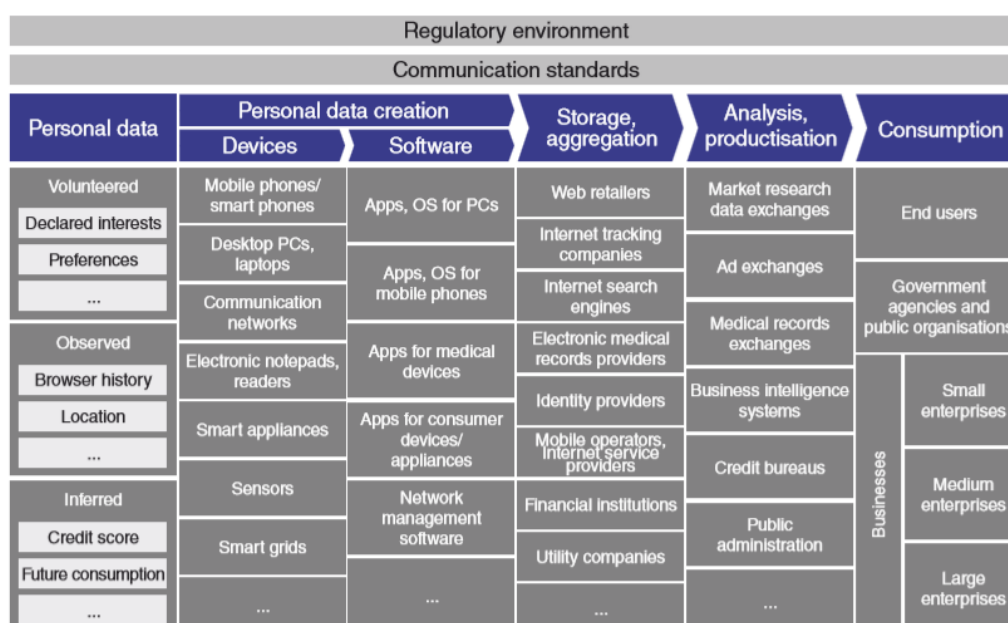 Regulatory environment
Communication standards
Personal data
Personal data creation
Devices
Software
Storage,
aggregation
Analysis,
productisation
Consumption
Volunteered
Declared interests
Preferences
...
Observed
Browser history
Location
...
Inferred
Credit score
Future consumption
...
Mobile phones/
smart phones
Desktop PCs,
laptops
Communication
networks
Electronic notepads,
readers
Smart appliances
Sensors
Smart grids
...
Apps, OS for PCs
Apps, OS for
mobile phones
Apps for medical
devices
Apps for consumer
devices/
appliances
Network
management
software
...
Web retailers
Internet tracking
companies
Internet search
engines
Electronic medical
records providers
Identity providers
Mobile operators,
Internet service
providers
Financial institutions
Utility companies
...
Market research
data exchanges
Ad exchanges
Medical records
exchanges
Business intelligence
systems
Credit bureaus
Public
administration
...
End users
Government
agencies and
public organisations
Businesses
Small
enterprises
Medium
enterprises
Large
enterprises